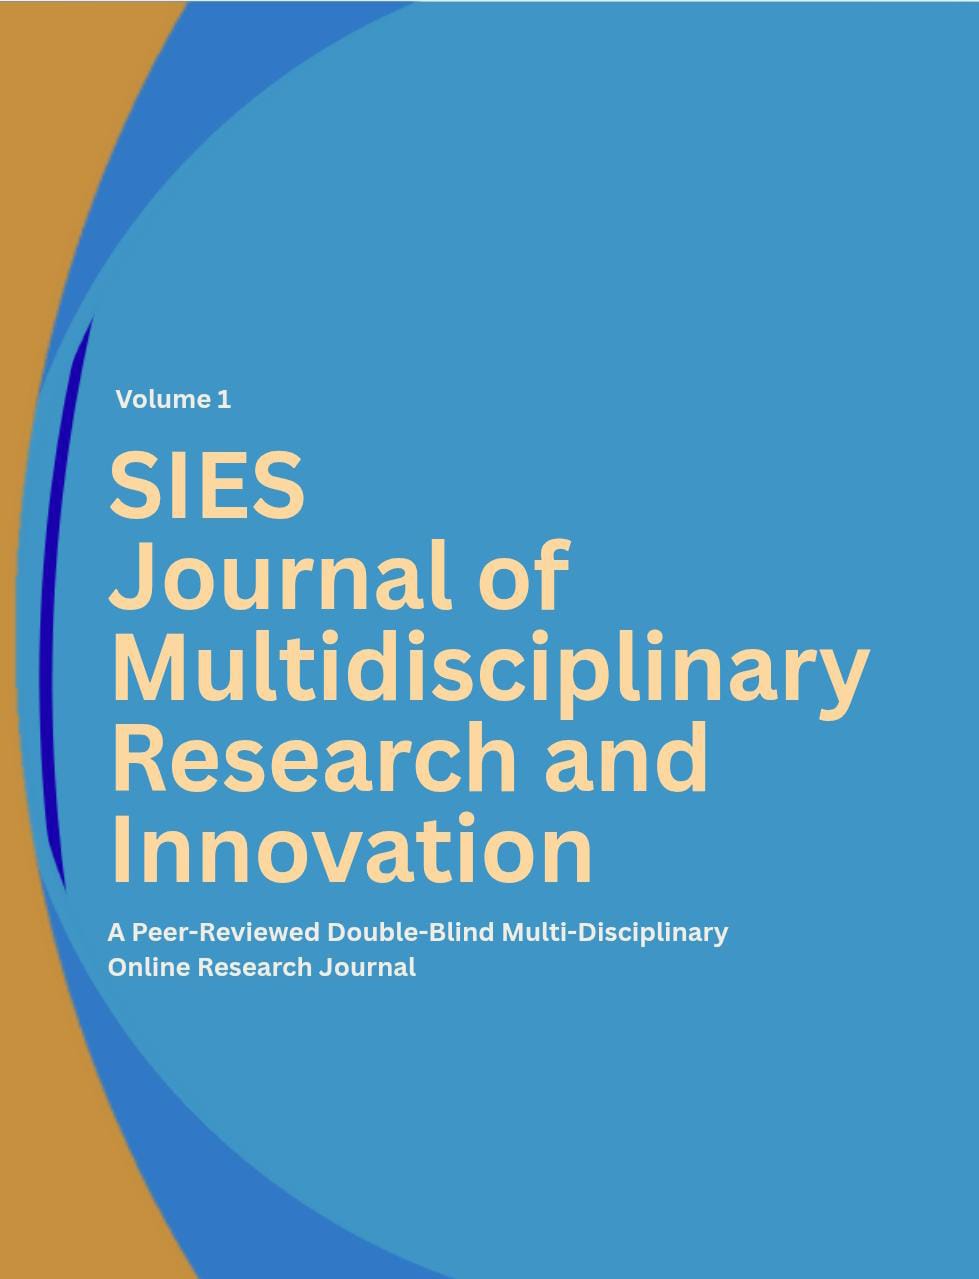 Volume 1
SIES
Journal of
Multidisciplinary
Research and
Innovation
A Peer-Reviewed Double-Blind Multi-Disciplinary
Online Research Journal